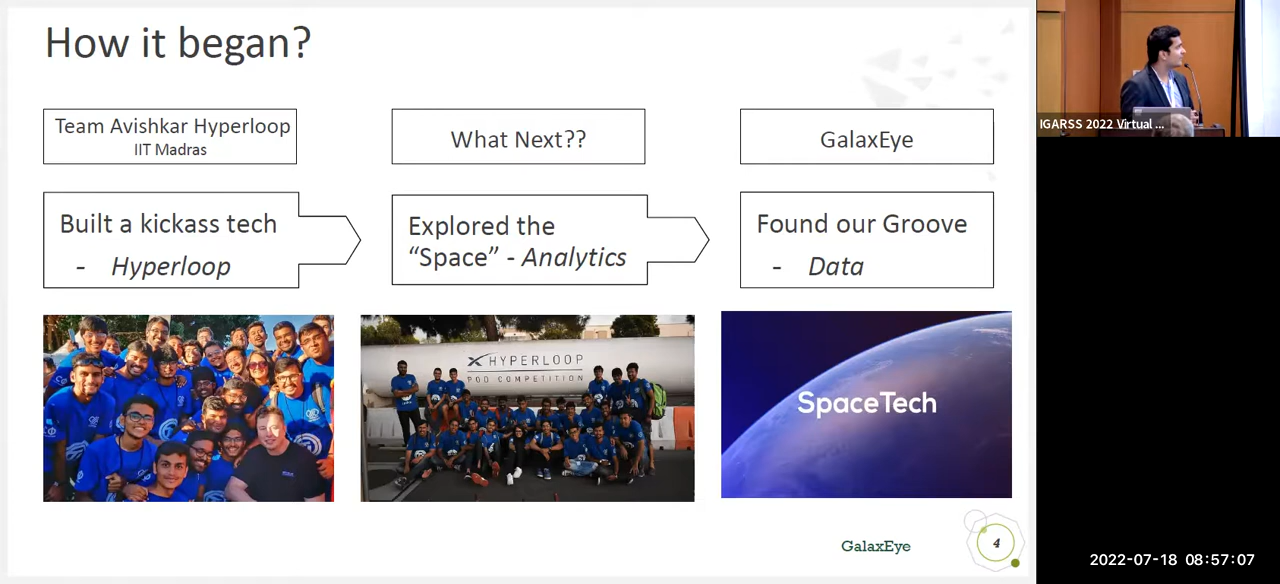 How it began?
Team Avishkar Hyperloop
IIT Madras
What Next??
GalaxEye
Built a kickass tech
- Hyperloop
Explored the
“Space” - Analytics
Found our Groove
- Data
HYPERLOOP
POD COMPETITION
SpaceTech
GalaxEye
4
IGARSS 2022 Virtual ...
2022-07-18 08:57:07